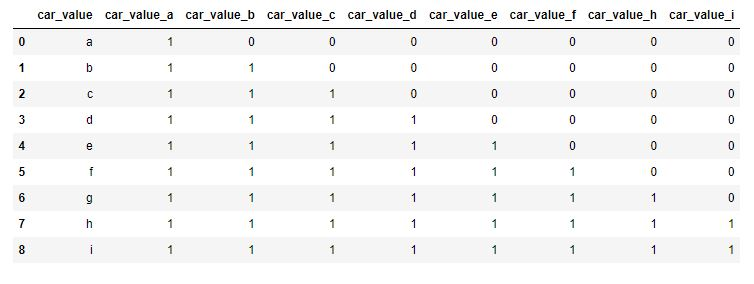 car_value car_value_a car_value_b car_value_c car_value_d car_value_e car_value_f car_value_h car_value_i
0 a 1 0 0 0 0 0 0 0
1 b 1 1 0 0 0 0 0 0
2 c 1 1 1 0 0 0 0 0
3 d 1 1 1 1 0 0 0 0
4 e 1 1 1 1 1 0 0 0
5 f 1 1 1 1 1 1 0 0
6 g 1 1 1 1 1 1 1 0
7 h 1 1 1 1 1 1 1 1
8 i 1 1 1 1 1 1 1 1